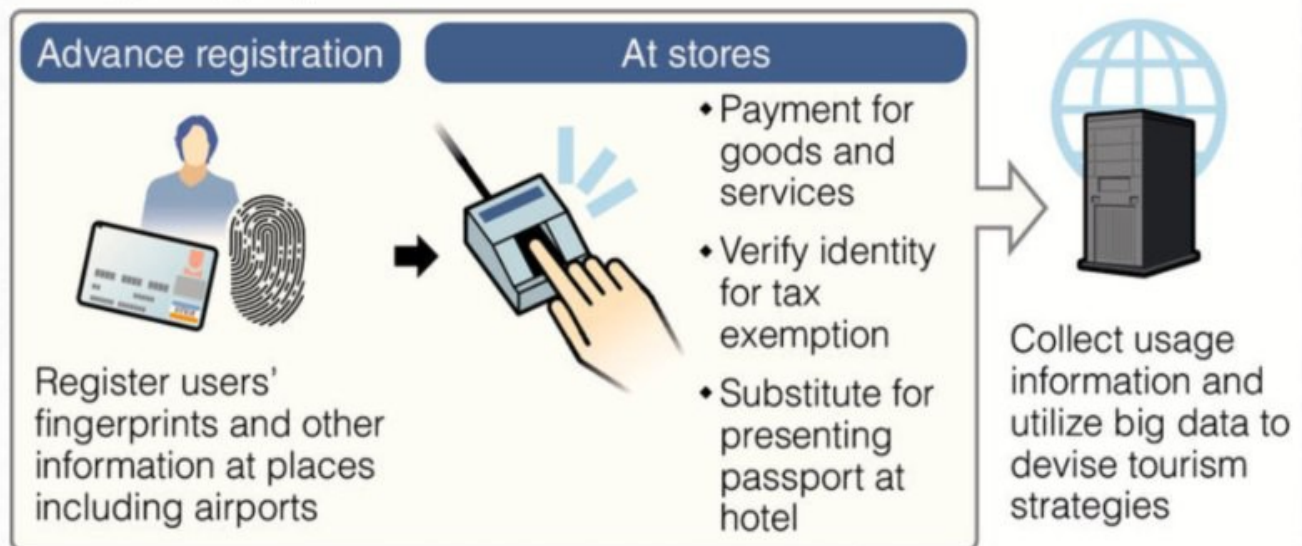 Advance registration
Register users'
fingerprints and other
information at places
including airports
At stores
◆ Payment for
goods and
services
◆ Verify identity
for tax
exemption
◆ Substitute for
presenting
passport at
hotel
Collect usage
information and
utilize big data to
devise tourism
strategies